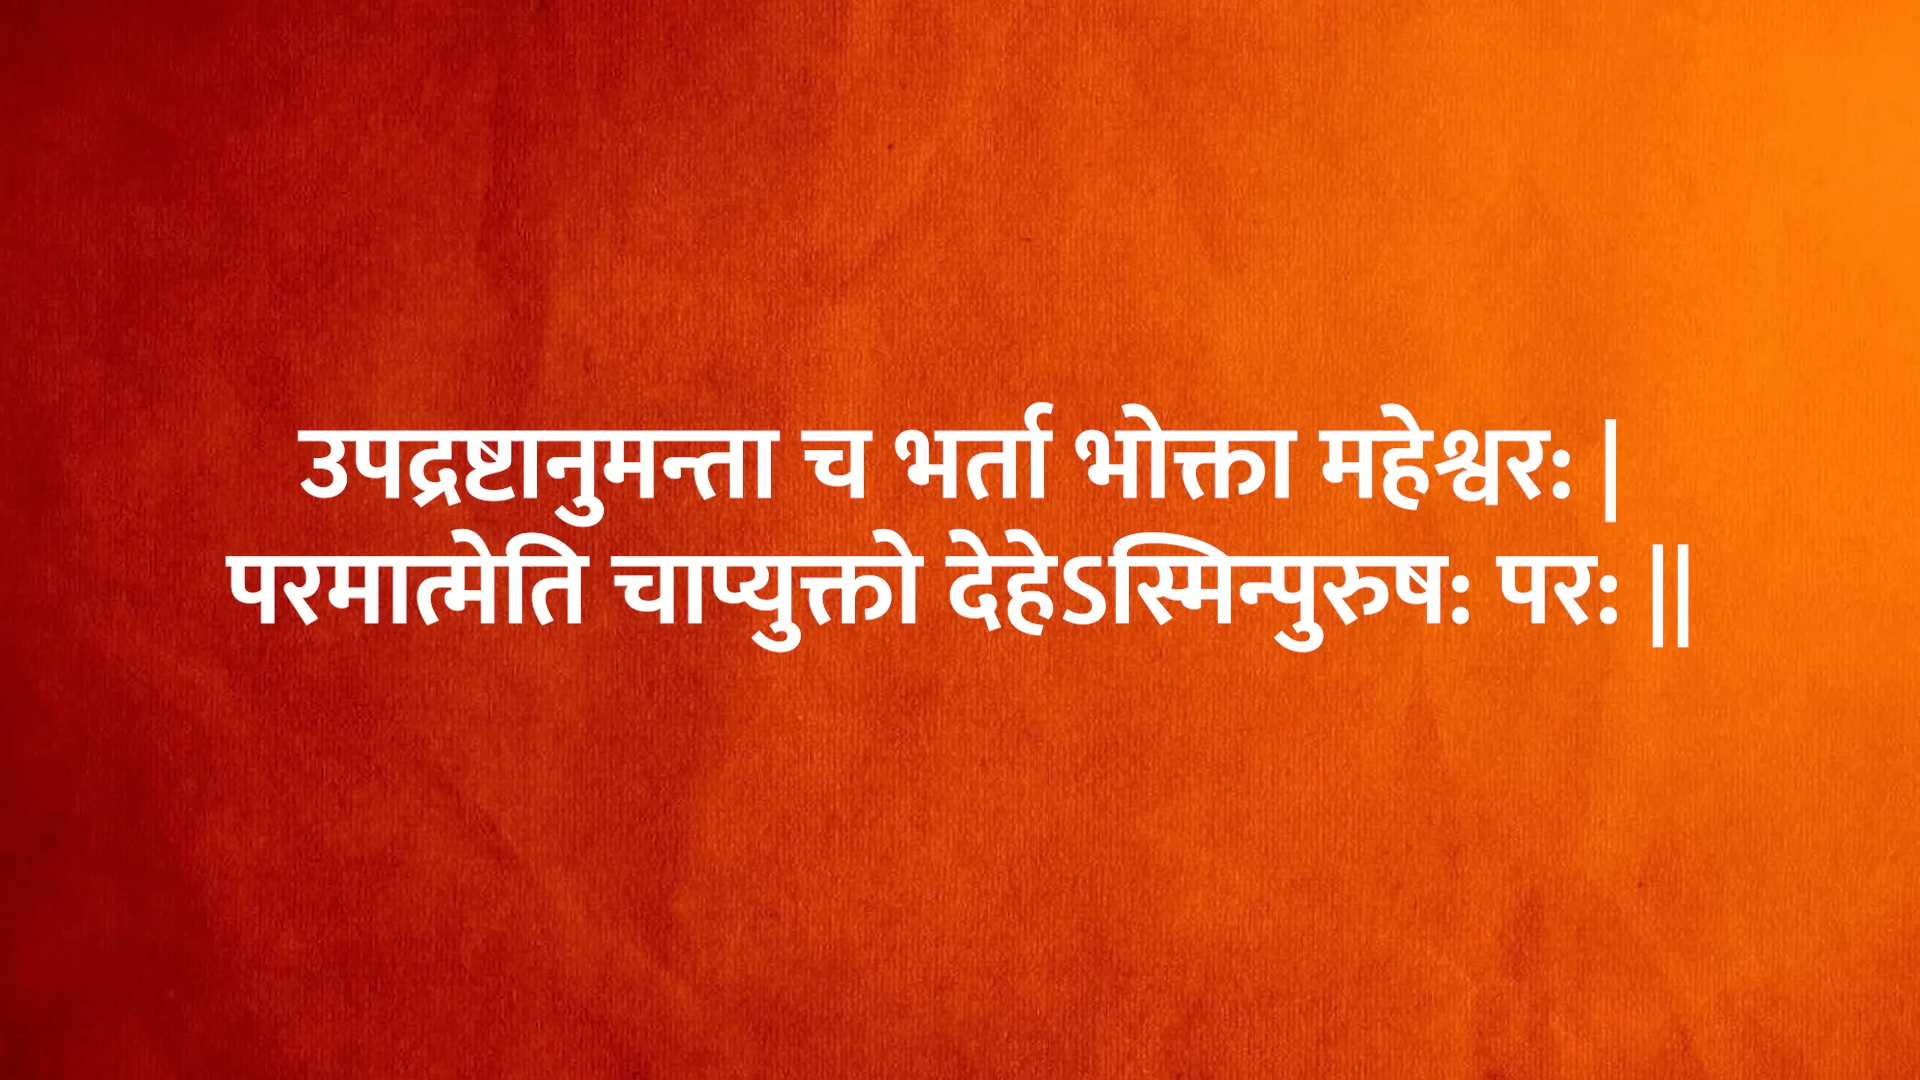 उपद्रष्टानुमन्ता च भर्ता भोक्ता महेश्वरः |
परमात्मेति चाप्युक्तो देहेऽस्मिन्पुरुषः परः ||